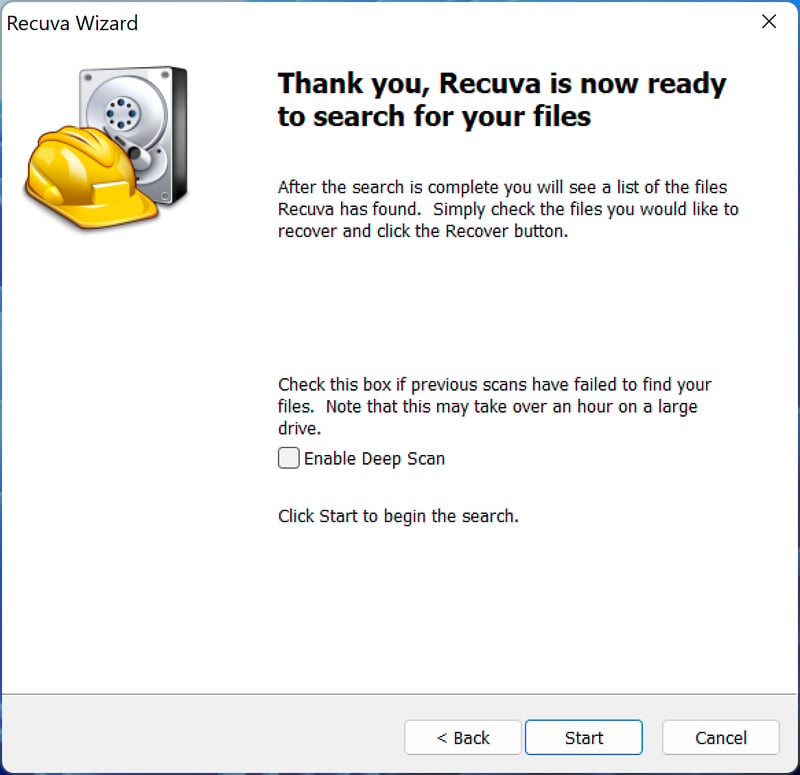 Recuva Wizard
Thank you, Recuva is now ready
to search for your files
After the search is complete you will see a list of the files
Recuva has found.  Simply check the files you would like to
recover and click the Recover button.
Check this box if previous scans have failed to find your
files.  Note that this may take over an hour on a large
drive.
Enable Deep Scan
Click Start to begin the search.
< Back
Start
Cancel